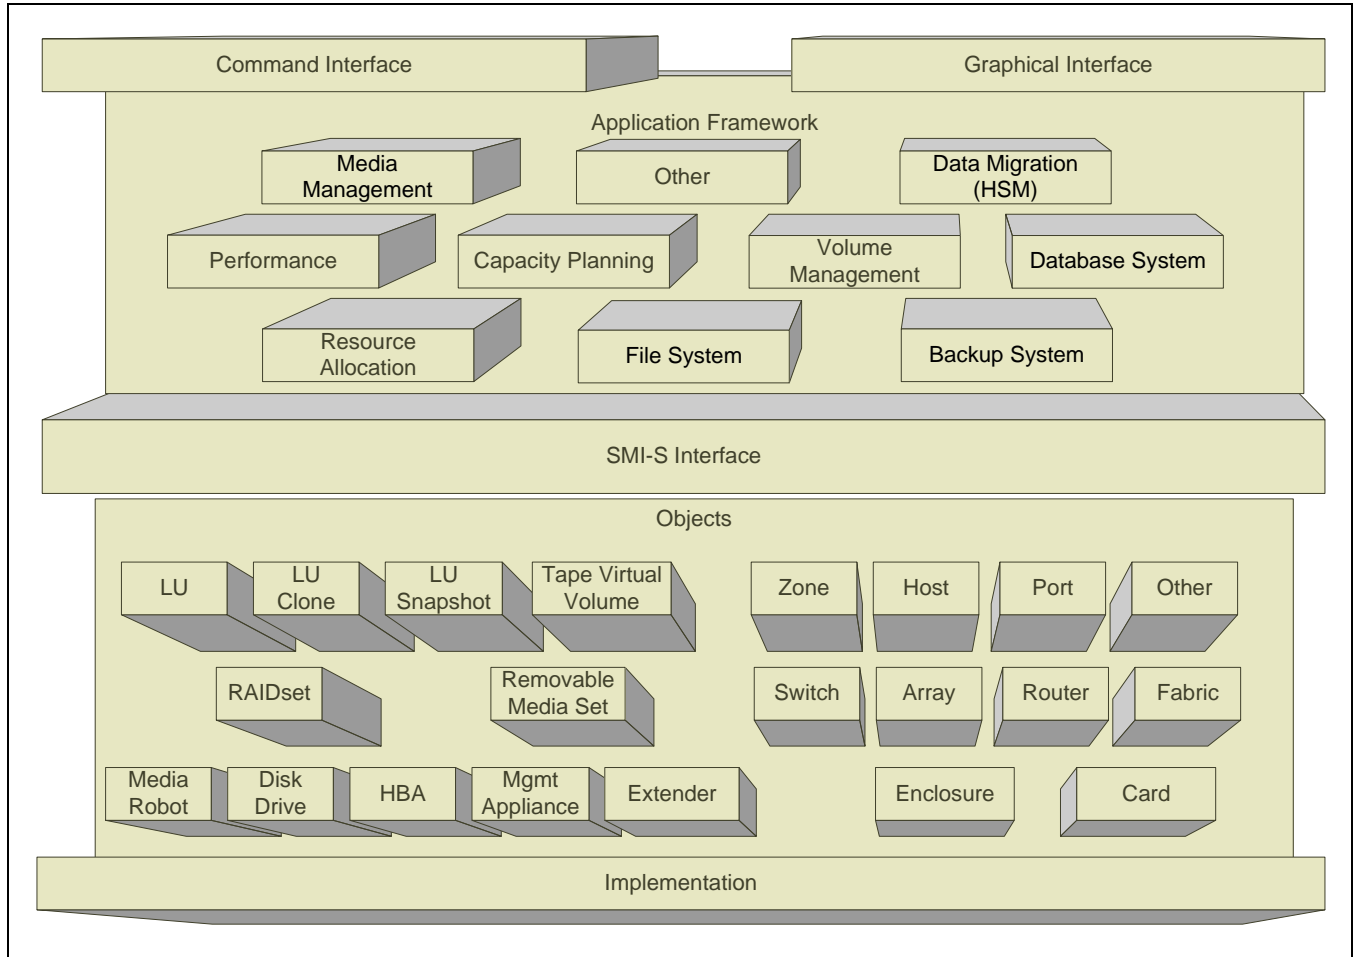 Command Interface
Graphical Interface
Application Framework
Media
Management
Other
Data Migration
(HSM)
Performance
Capacity Planning
Volume
Management
Database System
Resource
Allocation
File System
Backup System
SMI-S Interface
Objects
LU
LU
Clone
LU
Snapshot
Tape Virtual
Volume
Zone
Host
Port
Other
RAIDset
Removable
Media Set
Switch
Array
Router
Fabric
Media
Robot
Disk
Drive
HBA
Mgmt
Appliance
Extender
Enclosure
Card
Implementation